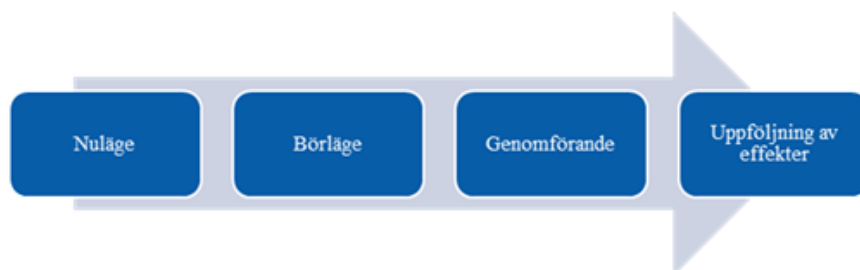 Nuläge
Börläge
Genomförande
Uppföljning av
effekter